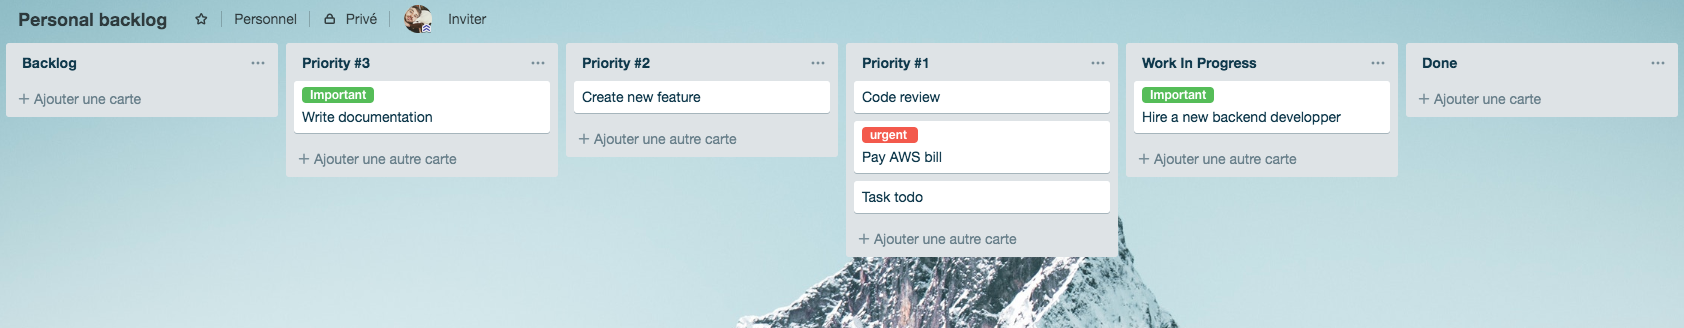 Personal backlog
Personnel
Privé
Inviter
Backlog
+ Ajouter une carte
Priority #3
Important
Write documentation
+ Ajouter une autre carte
Priority #2
Create new feature
+ Ajouter une autre carte
Priority #1
Code review
urgent
Pay AWS bill
Task todo
+ Ajouter une autre carte
Work In Progress
Important
Hire a new backend developper
+ Ajouter une autre carte
Done
+ Ajouter une carte